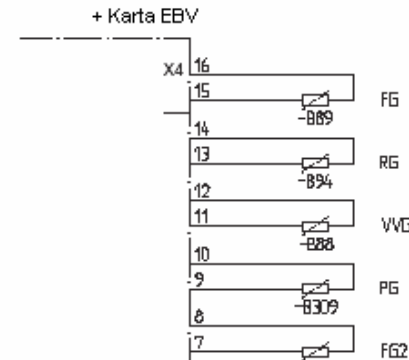 + Karta EBV
X4 16
15
FG
-B89
14
13
RG
-B94
12
11
VVG
-B88
10
9
PG
-B309
8
7
FG2